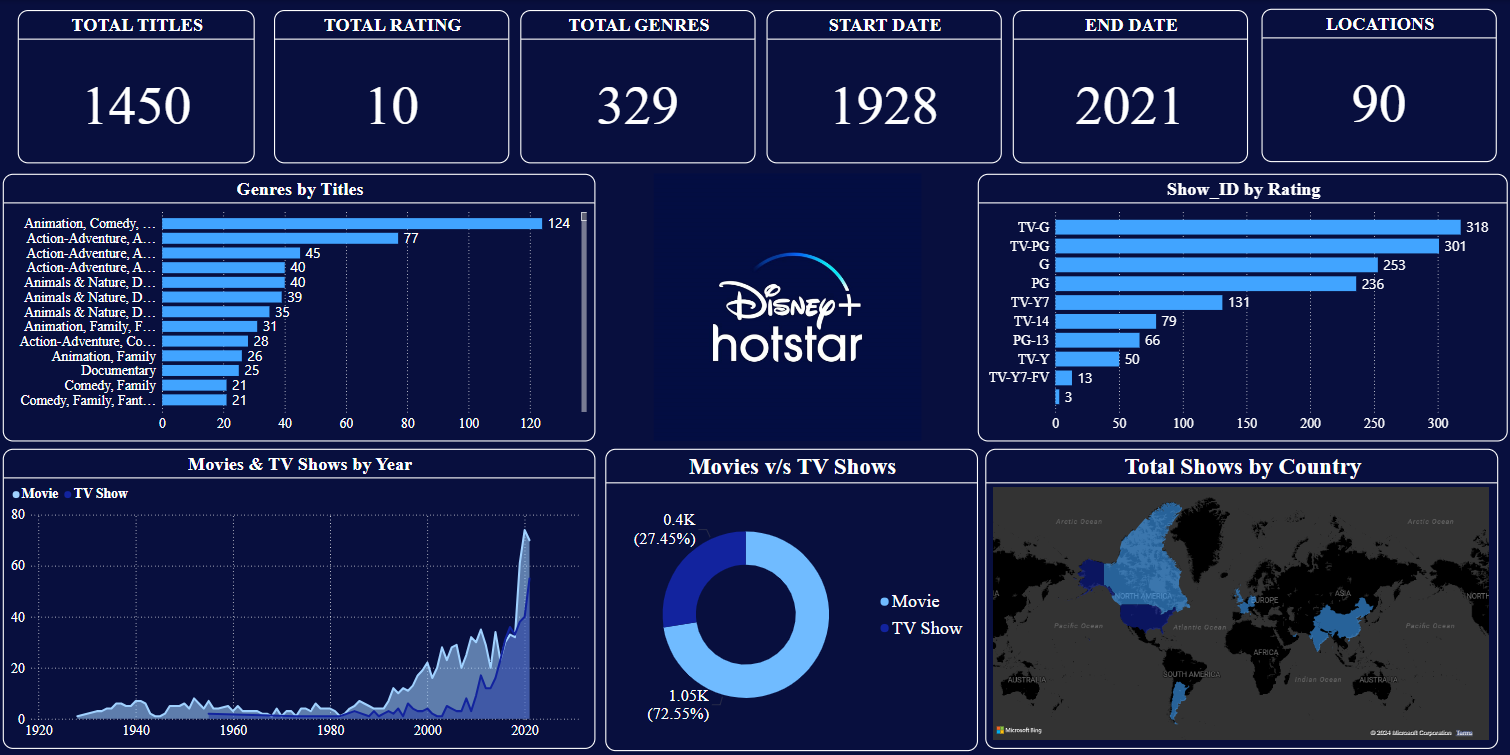 TOTAL TITLES
1450
TOTAL RATING
10
TOTAL GENRES
329
START DATE
1928
END DATE
2021
LOCATIONS
90
Genres by Titles
Animation, Comedy, … 124
Action-Adventure, A… 77
Action-Adventure, A… 45
Action-Adventure, A… 40
Animals & Nature, D… 40
Animals & Nature, D… 39
Animals & Nature, D… 35
Animation, Family, F… 31
Action-Adventure, Co… 28
Animation, Family 26
Documentary 25
Comedy, Family 21
Comedy, Family, Fant… 21
0 20 40 60 80 100 120
Disney+
hotstar
Show_ID by Rating
TV-G 318
TV-PG 301
G 253
PG 236
TV-Y7 131
TV-14 79
PG-13 66
TV-Y 50
TV-Y7-FV 13
3
0 50 100 150 200 250 300
Movies & TV Shows by Year
Movie TV Show
80
60
40
20
0
1920 1940 1960 1980 2000 2020
Movies v/s TV Shows
0.4K
(27.45%)
Movie
TV Show
1.05K
(72.55%)
Total Shows by Country
Arctic Ocean Arctic Ocean
A NORTH AMERICA EUROPE ASIA NORTH
Pacific Ocean Atlantic Ocean Pacific Ocean
AFRICA
AUSTRALIA SOUTH AMERICA Indian Ocean AUSTRALIA
Microsoft Bing
© 2024 Microsoft Corporation Terms